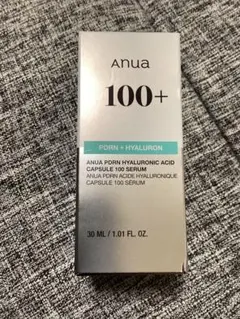 Anua
100+
PDRN + HYALURON
ANUA PDRN HYALURONIC ACID
CAPSULE 100 SERUM
ANUA PDRN ACIDE HYALURONIQUE
CAPSULE 100 SÉRUM
30 ML / 1.01 FL. OZ.